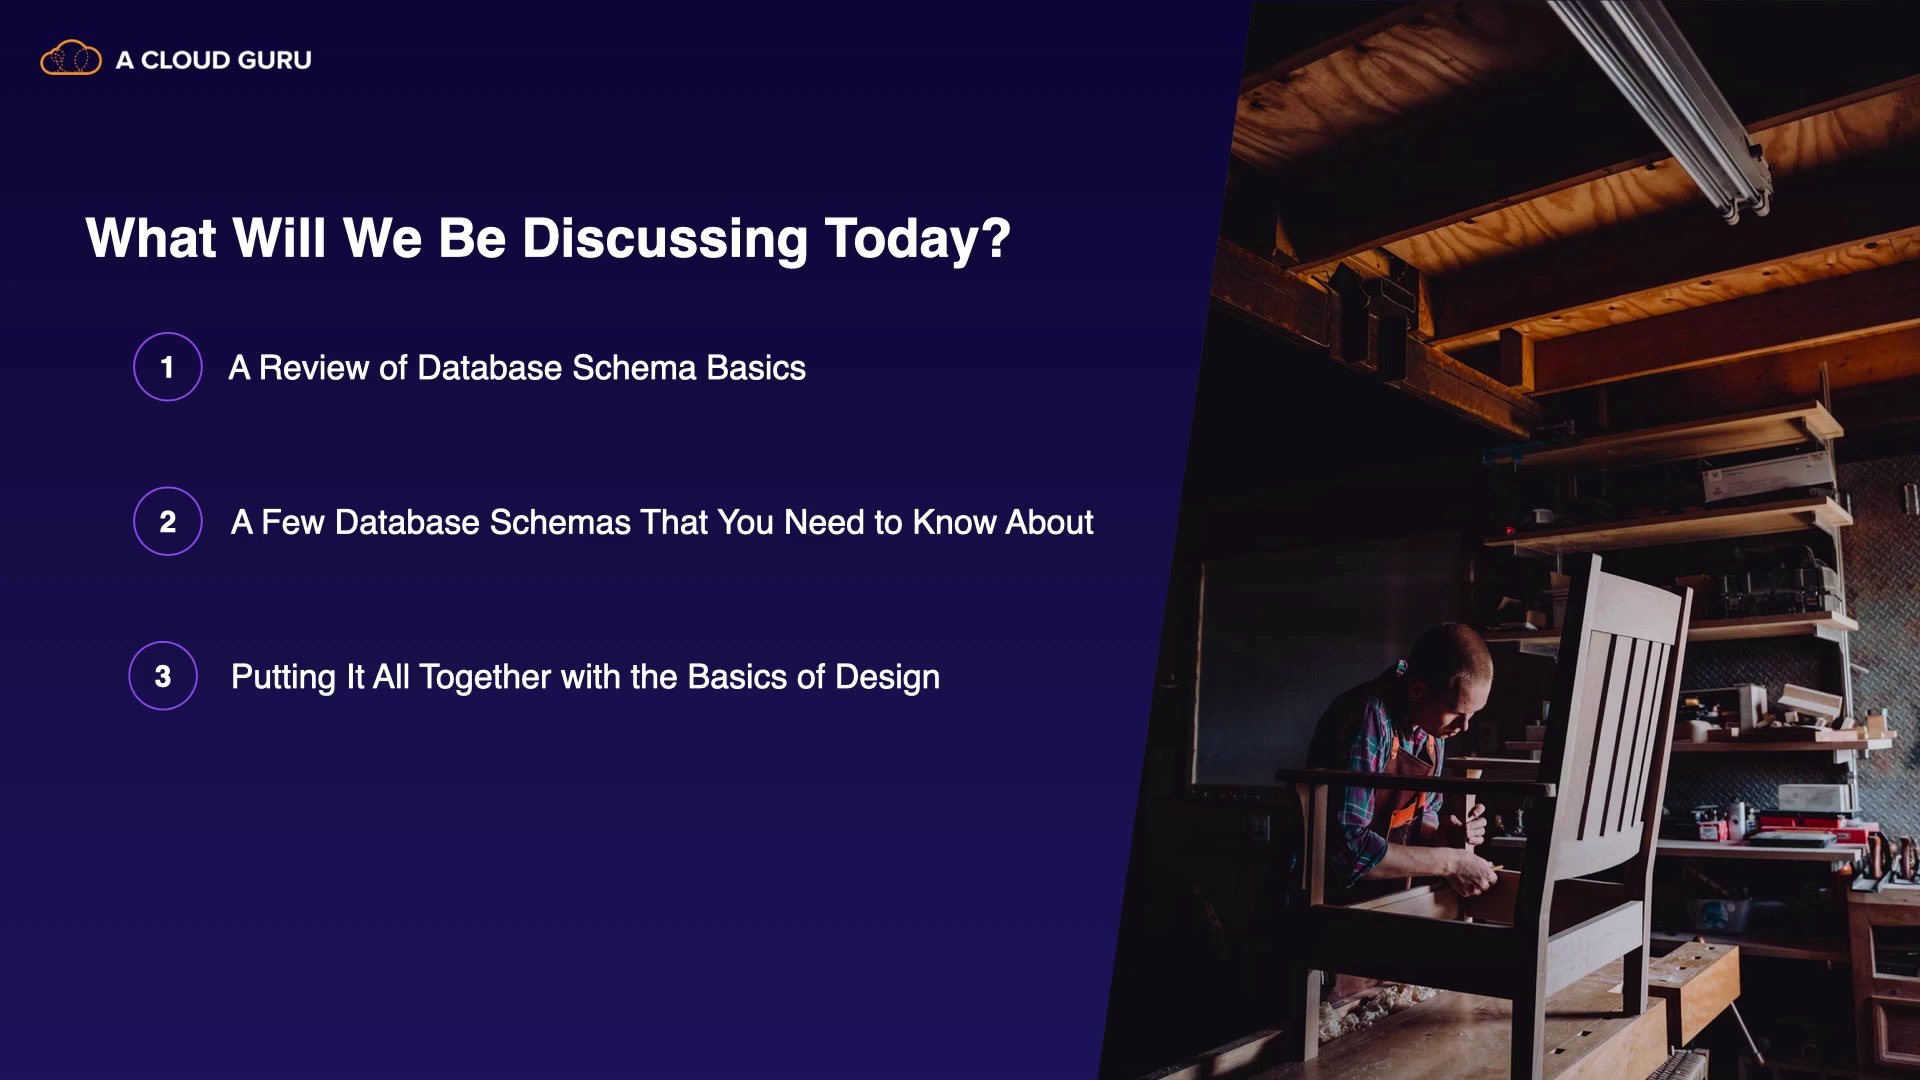 A CLOUD GURU
What Will We Be Discussing Today?
1 A Review of Database Schema Basics
2 A Few Database Schemas That You Need to Know About
3 Putting It All Together with the Basics of Design